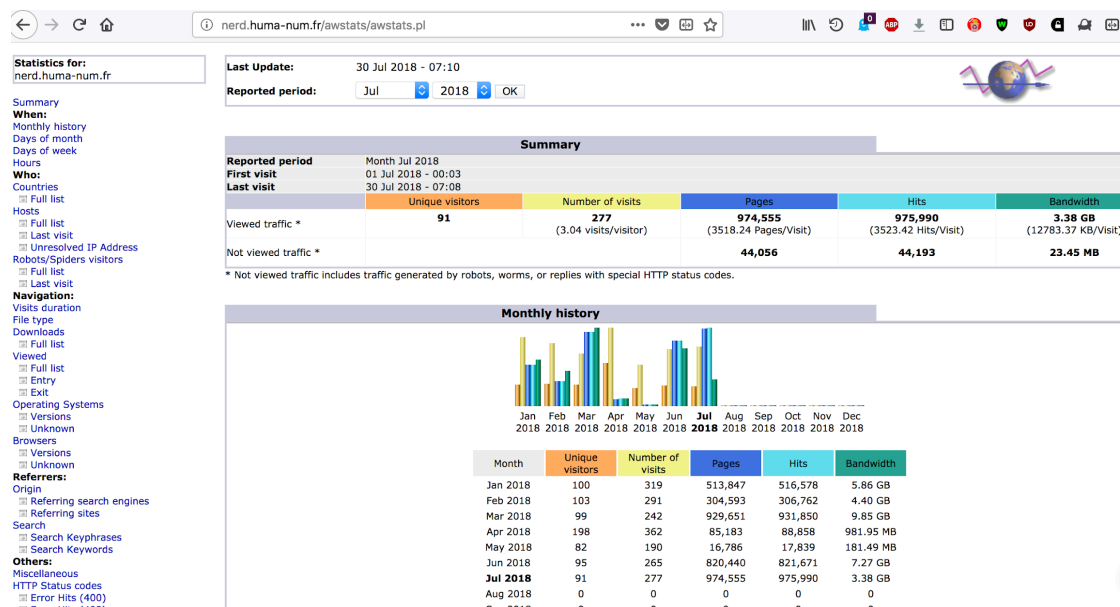 nerd.huma-num.fr/awstats/awstats.pl
0
ABP
Statistics for:
nerd.huma-num.fr
Summary
When:
Monthly history
Days of month
Days of week
Hours
Who:
Countries
Full list
Hosts
Full list
Last visit
Unresolved IP Address
Robots/Spiders visitors
Full list
Last visit
Navigation:
Visits duration
File type
Downloads
Full list
Viewed
Full list
Entry
Exit
Operating Systems
Versions
Unknown
Browsers
Versions
Unknown
Referrers:
Origin
Referring search engines
Referring sites
Search
Search Keyphrases
Search Keywords
Others:
Miscellaneous
HTTP Status codes
Error Hits (400)
Last Update: 30 Jul 2018 - 07:10
Reported period: Jul 2018 OK
Summary
Reported period Month Jul 2018
First visit 01 Jul 2018 - 00:03
Last visit 30 Jul 2018 - 07:08
Unique visitors Number of visits Pages Hits Bandwidth
Viewed traffic * 91 277 974,555 975,990 3.38 GB
(3.04 visits/visitor) (3518.24 Pages/Visit) (3523.42 Hits/Visit) (12783.37 KB/Visit)
Not viewed traffic * 44,056 44,193 23.45 MB
* Not viewed traffic includes traffic generated by robots, worms, or replies with special HTTP status codes.
Monthly history
Jan Feb Mar Apr May Jun Jul Aug Sep Oct Nov Dec
2018 2018 2018 2018 2018 2018 2018 2018 2018 2018 2018 2018
Month Unique visitors Number of visits Pages Hits Bandwidth
Jan 2018 100 319 513,847 516,578 5.86 GB
Feb 2018 103 291 304,593 306,762 4.40 GB
Mar 2018 99 242 929,651 931,850 9.85 GB
Apr 2018 198 362 85,183 88,858 981.95 MB
May 2018 82 190 16,786 17,839 181.49 MB
Jun 2018 95 265 820,440 821,671 7.27 GB
Jul 2018 91 277 974,555 975,990 3.38 GB
Aug 2018 0 0 0 0 0